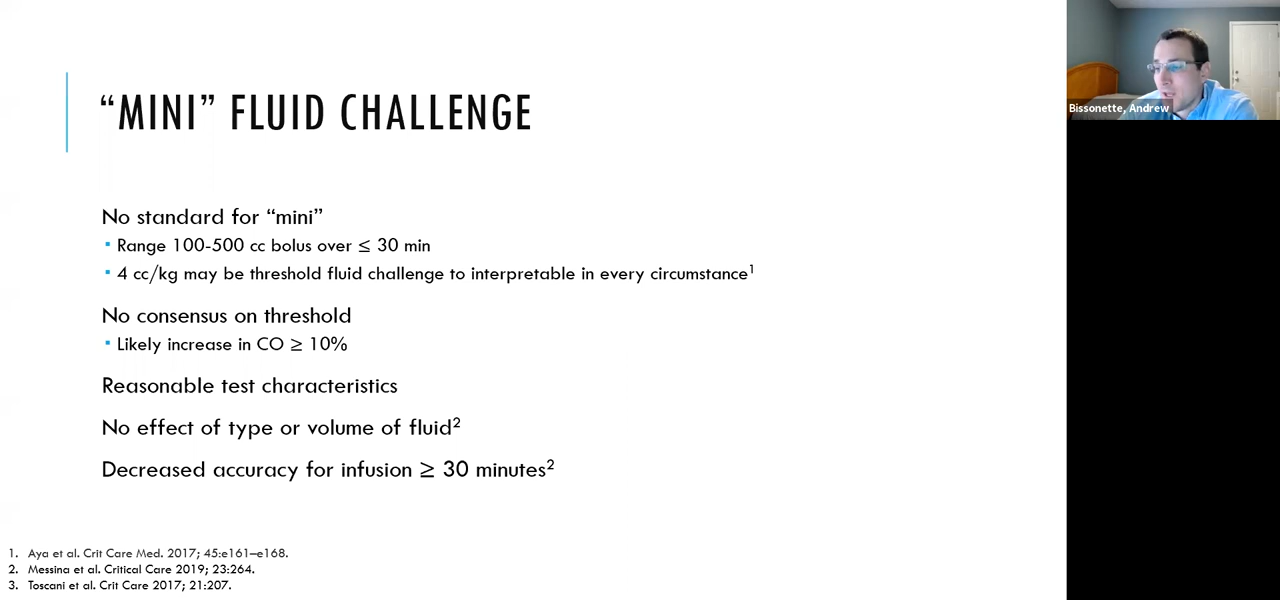 “MINI” FLUID CHALLENGE
Bissonette, Andrew
No standard for “mini”
▪ Range 100-500 cc bolus over ≤ 30 min
▪ 4 cc/kg may be threshold fluid challenge to interpretable in every circumstance¹
No consensus on threshold
▪ Likely increase in CO ≥ 10%
Reasonable test characteristics
No effect of type or volume of fluid²
Decreased accuracy for infusion ≥ 30 minutes²
1. Aya et al. Crit Care Med. 2017; 45:e161–e168.
2. Messina et al. Critical Care 2019; 23:264.
3. Toscani et al. Crit Care 2017; 21:207.